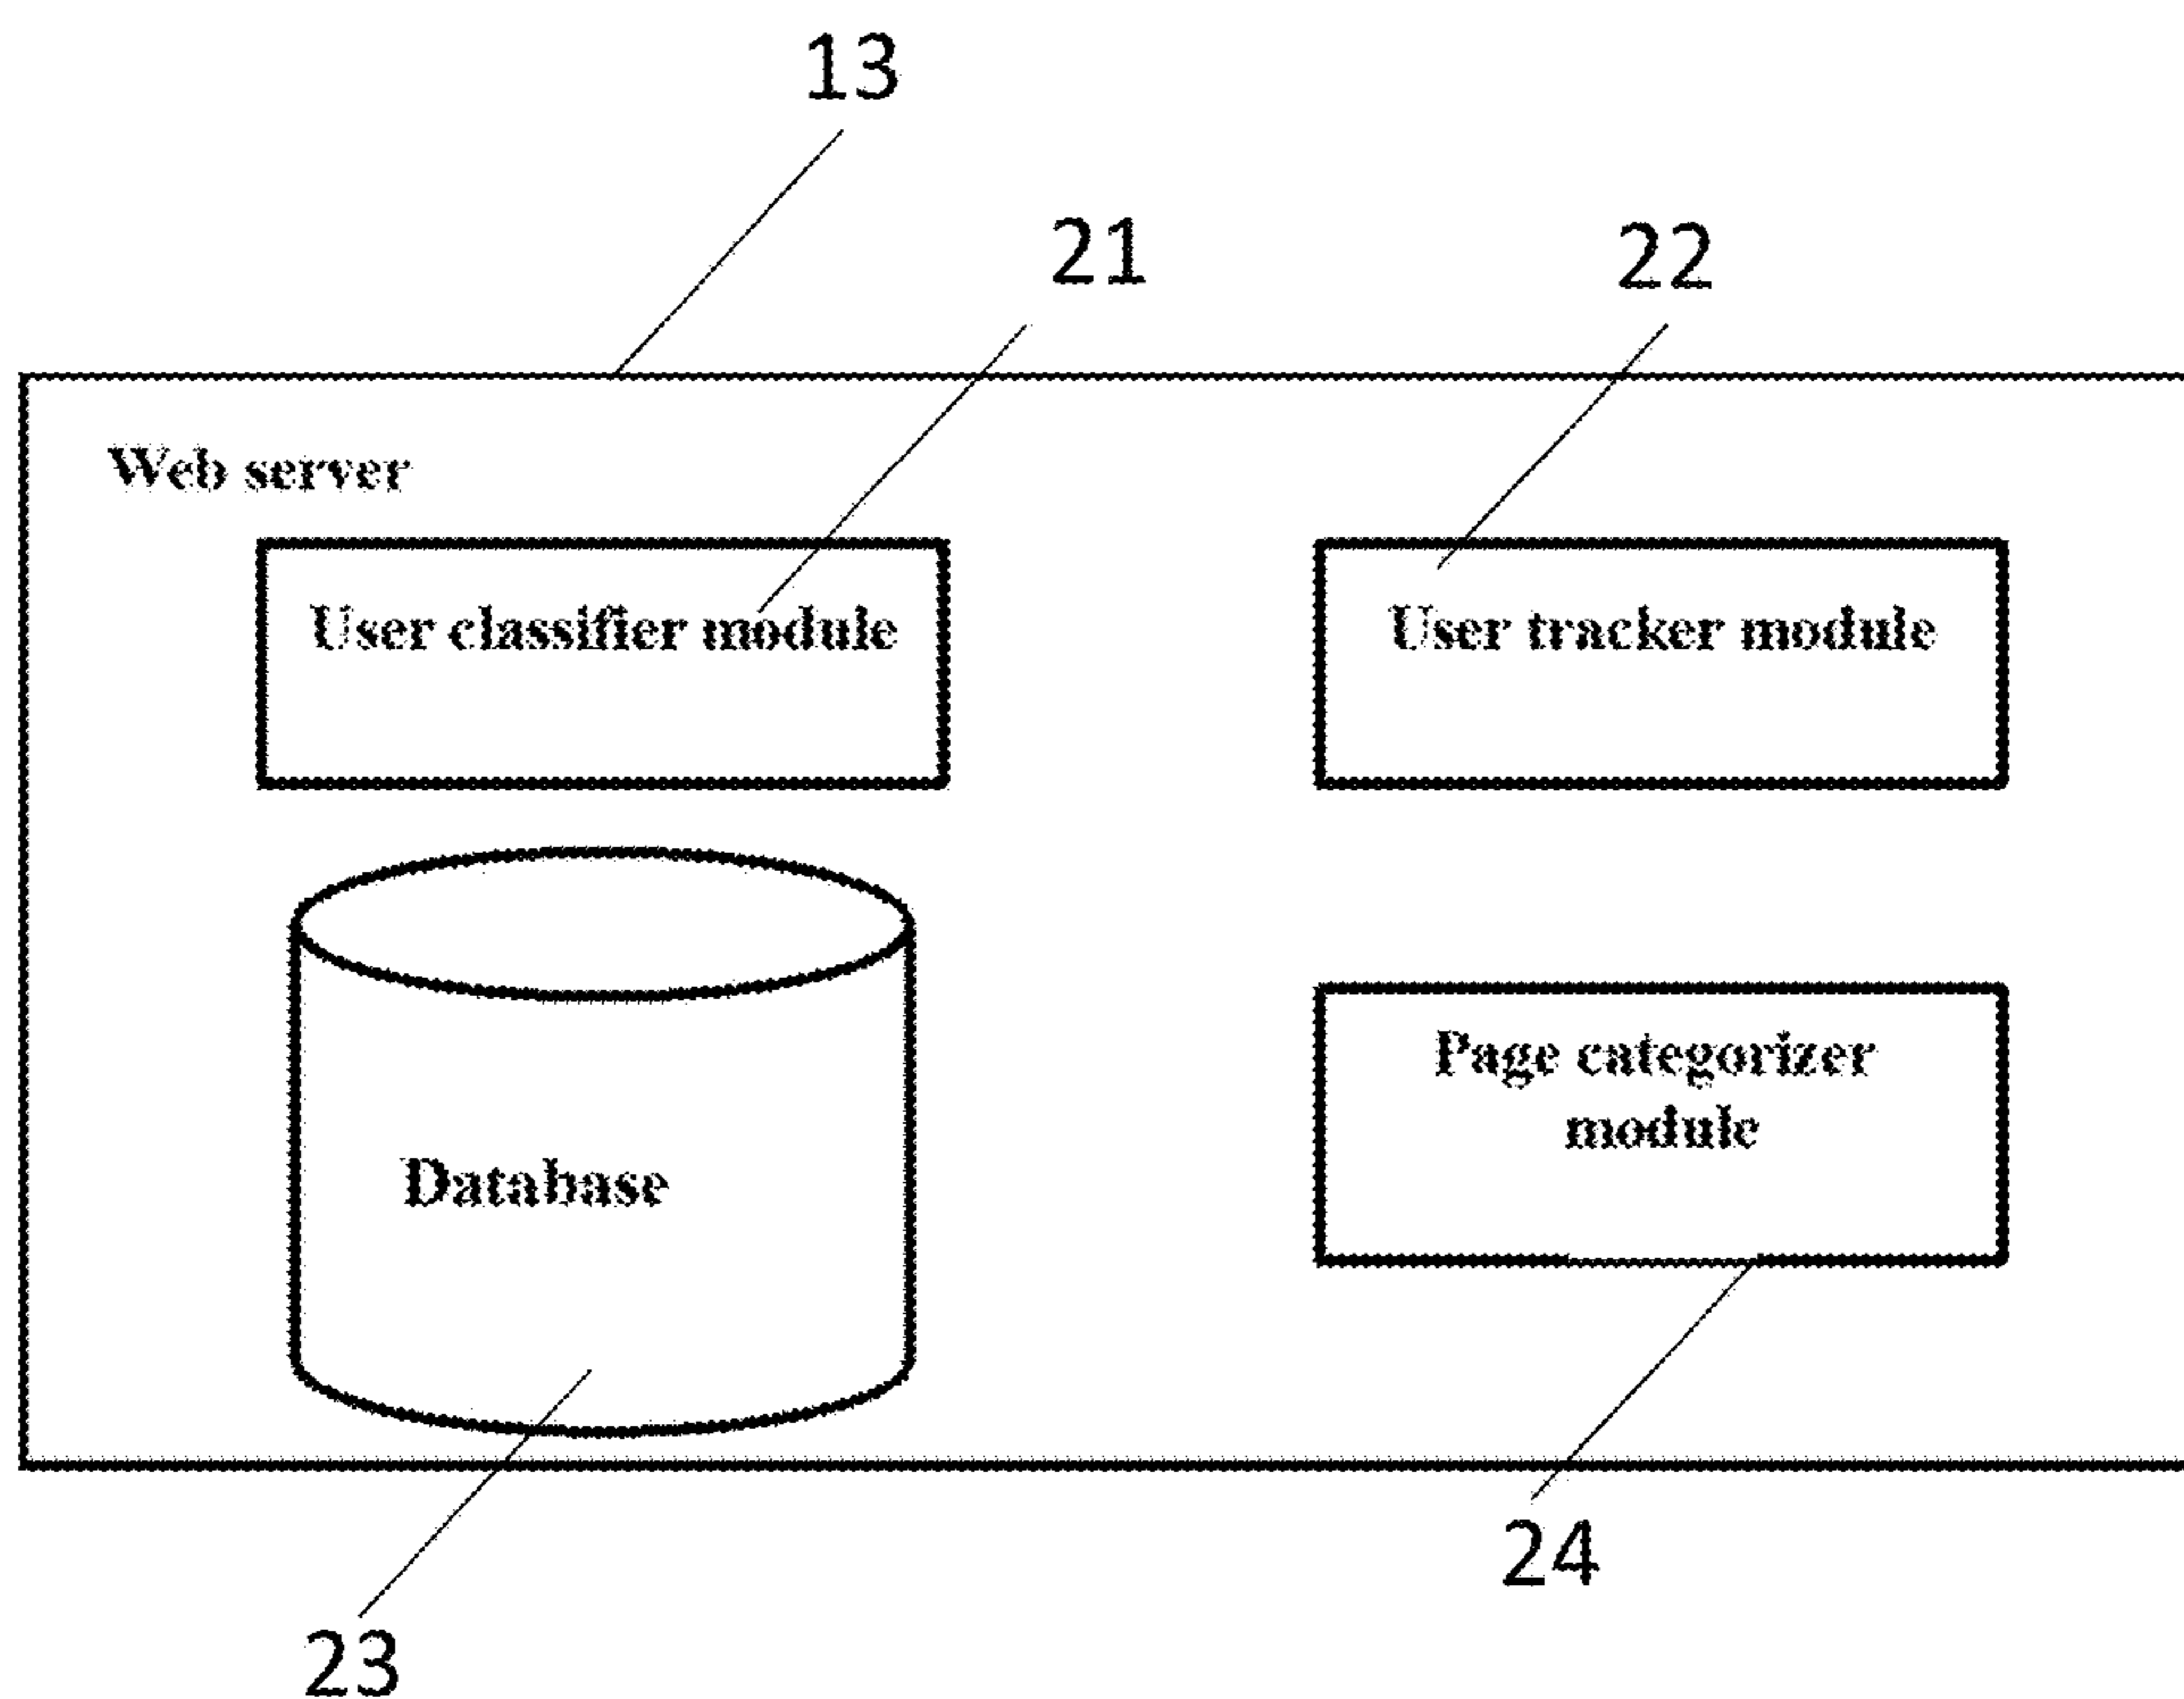 13
21
22
Web server
User classifier module
User tracker module
Page categorizer
module
Database
24
23